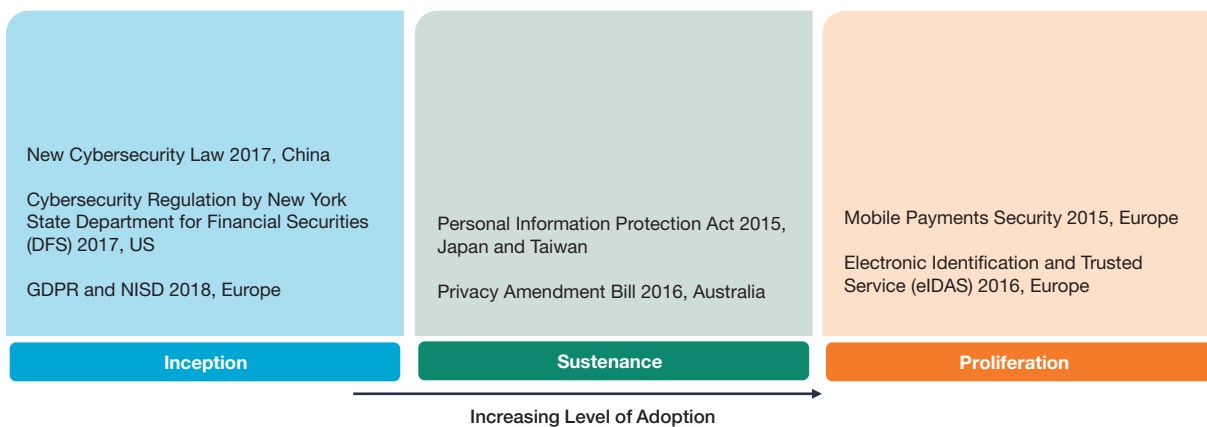 New Cybersecurity Law 2017, China
Cybersecurity Regulation by New York
State Department for Financial Securities
(DFS) 2017, US
GDPR and NISD 2018, Europe
Inception
Personal Information Protection Act 2015,
Japan and Taiwan
Privacy Amendment Bill 2016, Australia
Sustenance
Mobile Payments Security 2015, Europe
Electronic Identification and Trusted
Service (eIDAS) 2016, Europe
Proliferation
Increasing Level of Adoption